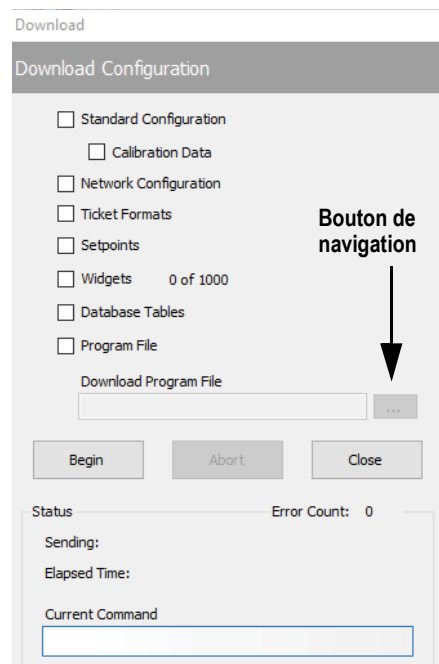 Download
Download Configuration
Standard Configuration
Calibration Data
Network Configuration
Ticket Formats
Bouton de
navigation
Setpoints
Widgets 0 of 1000
Database Tables
Program File
Download Program File
...
Begin Abort Close
Status Error Count: 0
Sending:
Elapsed Time:
Current Command